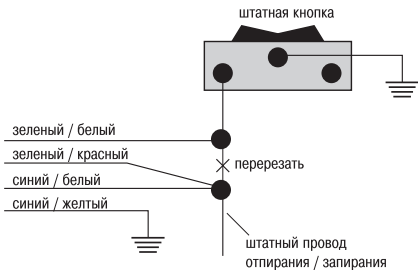 штатная кнопка
зеленый / белый
зеленый / красный
перерезать
синий / белый
синий / желтый
штатный провод
отпирания / запирания